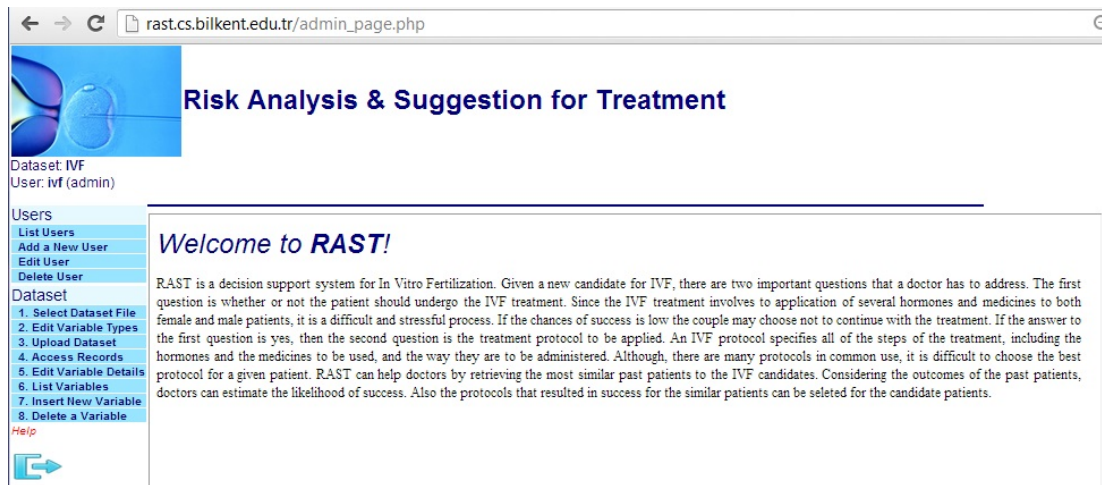 rast.cs.bilkent.edu.tr/admin_page.php
Risk Analysis & Suggestion for Treatment
Dataset: IVF
User: ivf (admin)
Users
List Users
Add a New User
Edit User
Delete User
Dataset
1. Select Dataset File
2. Edit Variable Types
3. Upload Dataset
4. Access Records
5. Edit Variable Details
6. List Variables
7. Insert New Variable
8. Delete a Variable
Help
Welcome to RAST!
RAST is a decision support system for In Vitro Fertilization. Given a new candidate for IVF, there are two important questions that a doctor has to address. The first
question is whether or not the patient should undergo the IVF treatment. Since the IVF treatment involves to application of several hormones and medicines to both
female and male patients, it is a difficult and stressful process. If the chances of success is low the couple may choose not to continue with the treatment. If the answer to
the first question is yes, then the second question is the treatment protocol to be applied. An IVF protocol specifies all of the steps of the treatment, including the
hormones and the medicines to be used, and the way they are to be administered. Although, there are many protocols in common use, it is difficult to choose the best
protocol for a given patient. RAST can help doctors by retrieving the most similar past patients to the IVF candidates. Considering the outcomes of the past patients,
doctors can estimate the likelihood of success. Also the protocols that resulted in success for the similar patients can be seleted for the candidate patients.